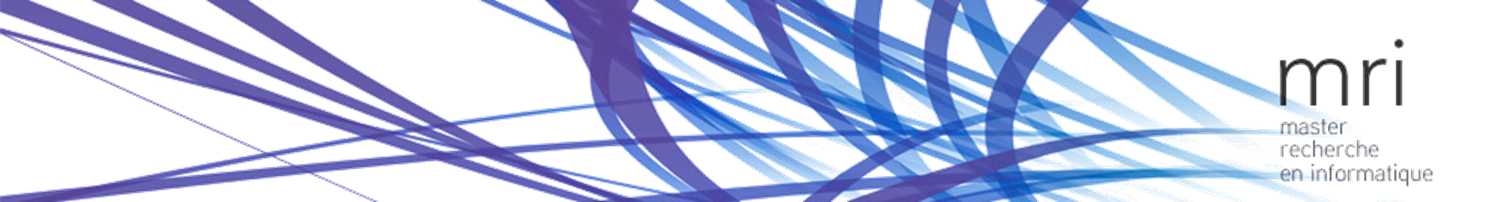 mri
master
recherche
en informatique